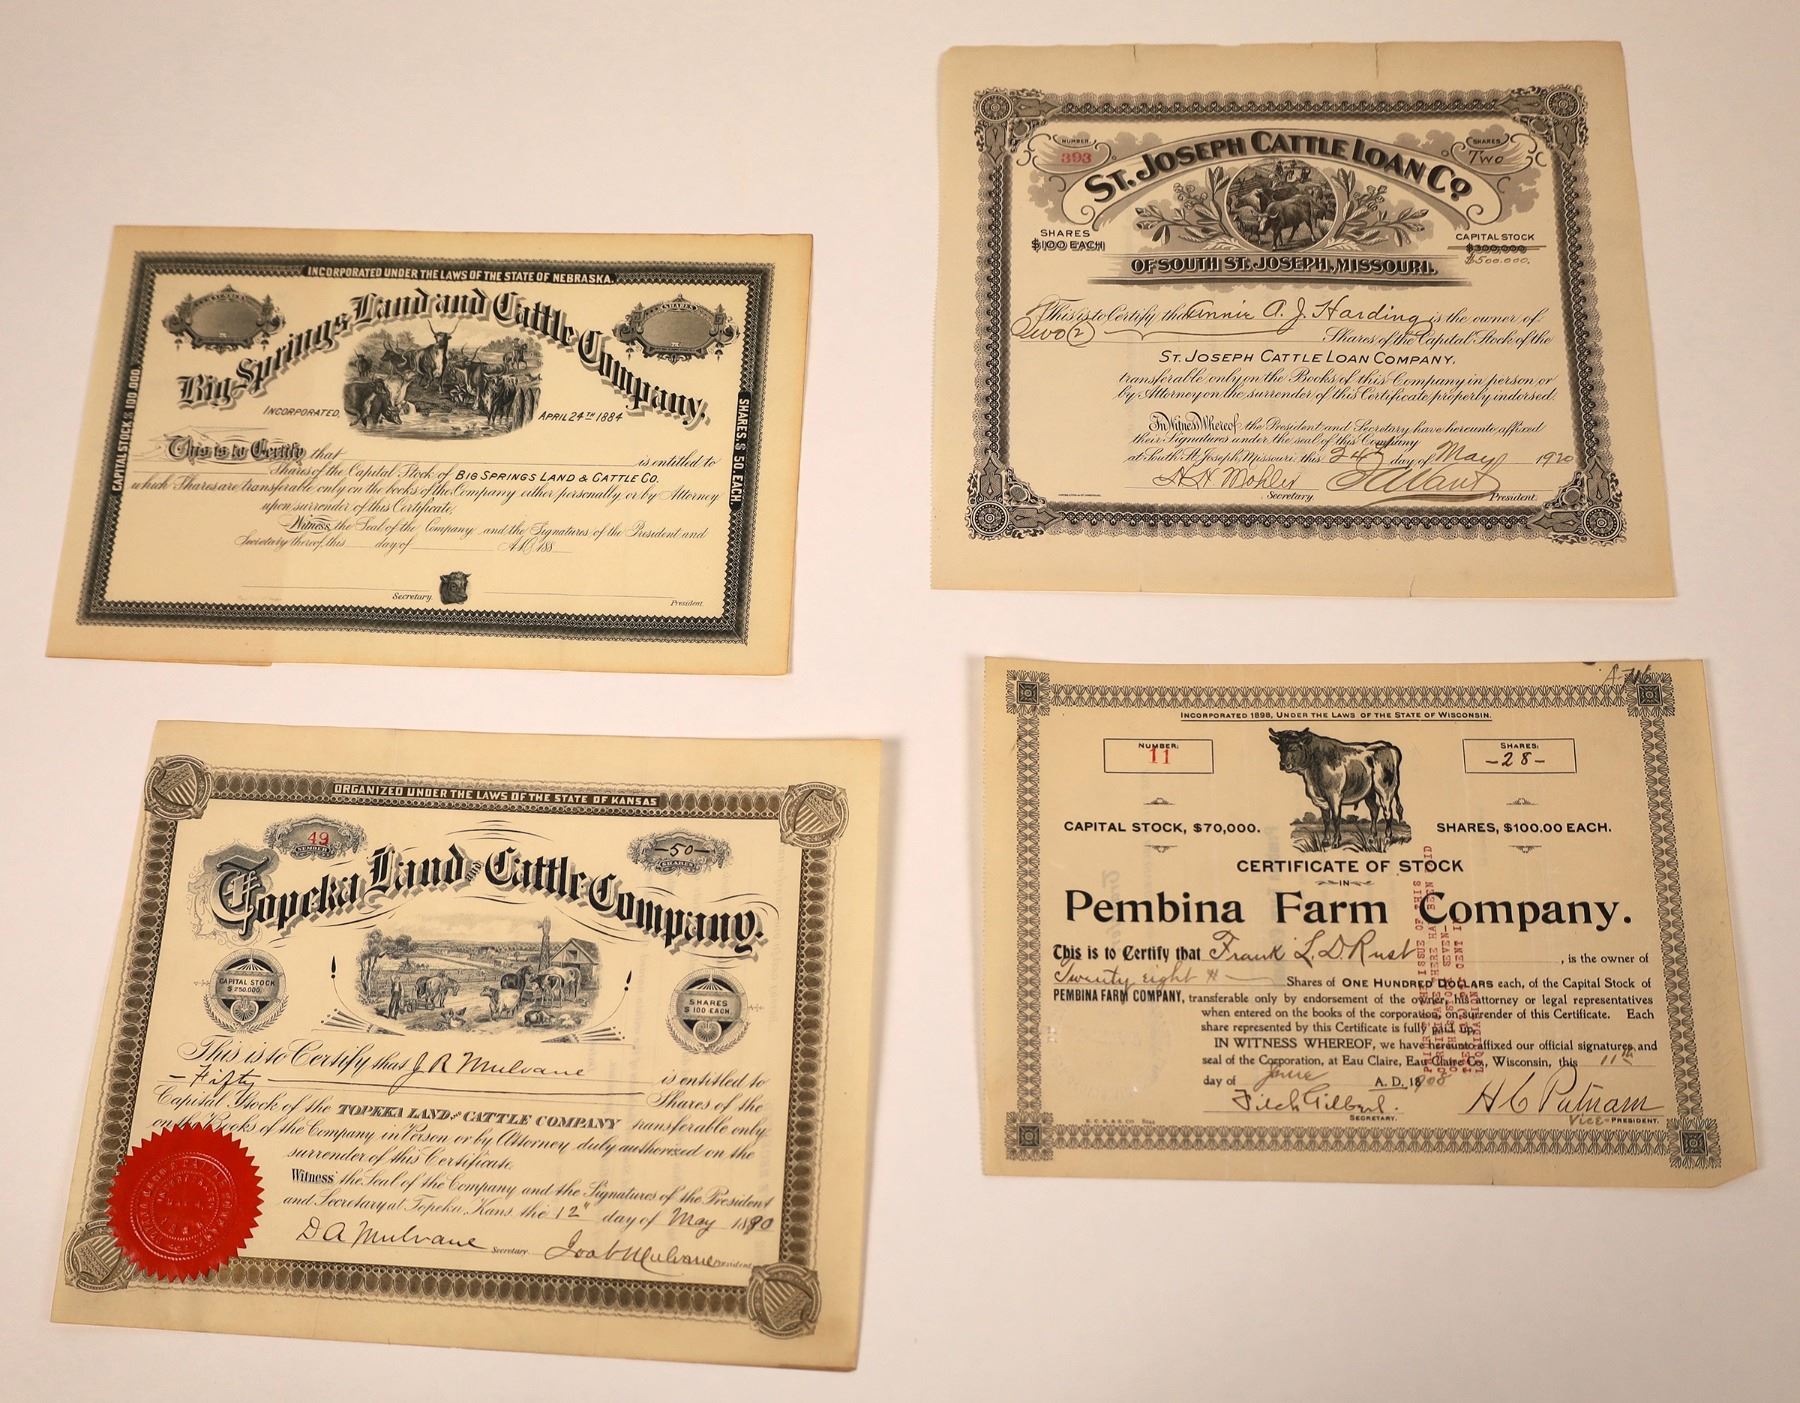 INCORPORATED UNDER THE LAWS OF THE STATE OF NEBRASKA.
Big Springs Land and Cattle Company.
INCORPORATED, APRIL 24TH 1884
CAPITAL STOCK $ 100,000.
SHARES, $ 50. EACH.
This is to Certify that is entitled to
Shares of the Capital Stock of BIG SPRINGS LAND & CATTLE CO.
which Shares are transferable only on the books of the Company either personally or by Attorney
upon surrender of this Certificate.
Witness, the Seal of the Company and the Signatures of the President and
Secretary thereof, this day of A.D. 188
Secretary. President.
NUMBER 393 SHARES TWO
ST. JOSEPH CATTLE LOAN CO
SHARES $100 EACH
CAPITAL STOCK $300,000 $500.000.
OF SOUTH ST. JOSEPH, MISSOURI.
This is to Certify that Annie A. J. Harding is the owner of
Two (2) Shares of the Capital Stock of the
ST. JOSEPH CATTLE LOAN COMPANY.
transferable only on the Books of this Company in person or
by Attorney on the surrender of this Certificate properly indorsed.
In Witness Whereof the President and Secretary have hereunto affixed
their Signatures under the seal of this Company
at South St. Joseph, Missouri this 24th day of May 1920
H H Mohler Secretary. President.
ORGANIZED UNDER THE LAWS OF THE STATE OF KANSAS
49 NUMBER -50- SHARES
Topeka Land and Cattle Company.
CAPITAL STOCK $250,000.
SHARES $100 EACH
This is to Certify that J R Mulvane is entitled to
- Fifty Shares of the
Capital Stock of the TOPEKA LAND AND CATTLE COMPANY transferable only
on the Books of the Company in Person or by Attorney duly authorized on the
surrender of this Certificate.
Witness the Seal of the Company and the Signatures of the President
and Secretary at Topeka, Kans. the 12" day of May 1890
D A Mulvane Secretary Joab Mulvane President
INCORPORATED 1898, UNDER THE LAWS OF THE STATE OF WISCONSIN.
NUMBER: 11 SHARES: -28-
CAPITAL STOCK, $70,000. SHARES, $100.00 EACH.
CERTIFICATE OF STOCK
IN
Pembina Farm Company.
This is to Certify that Frank L. D. Rust, is the owner of
Twenty eight Shares of ONE HUNDRED DOLLARS each, of the Capital Stock of
PEMBINA FARM COMPANY, transferable only by endorsement of the owner, his attorney or legal representatives
when entered on the books of the corporation, on surrender of this Certificate. Each
share represented by this Certificate is fully paid up.
IN WITNESS WHEREOF, we have hereunto affixed our official signatures and
seal of the Corporation, at Eau Claire, Eau Claire Co., Wisconsin, this 11th
day of June A. D. 1908
Fitch Gilbert. SECRETARY. H C Putnam Vice-PRESIDENT.